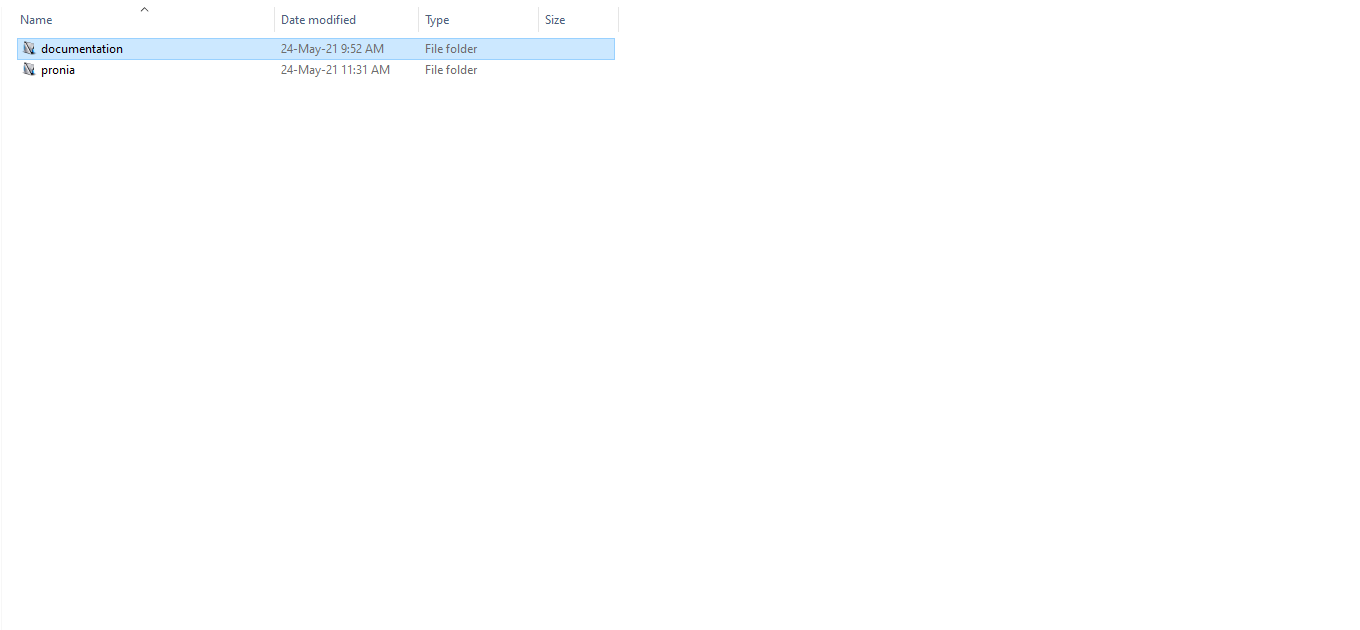 Name Date modified Type Size
documentation 24-May-21 9:52 AM File folder
pronia 24-May-21 11:31 AM File folder